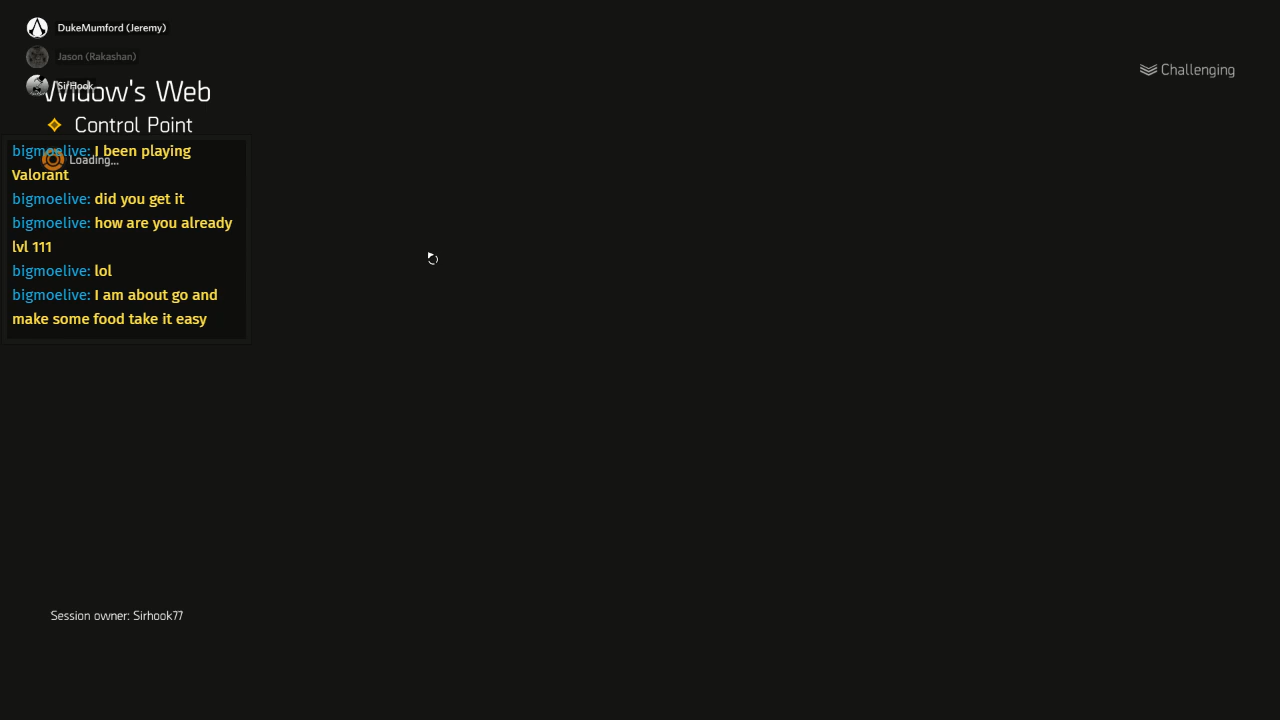 DukeMumford (Jeremy)
Jason (Rakashan)
SirHook
Widow's Web
Challenging
Control Point
bigmoelive: I been playing
Loading...
Valorant
bigmoelive: did you get it
bigmoelive: how are you already
lvl 111
bigmoelive: lol
bigmoelive: I am about go and
make some food take it easy
Session owner: Sirhook77